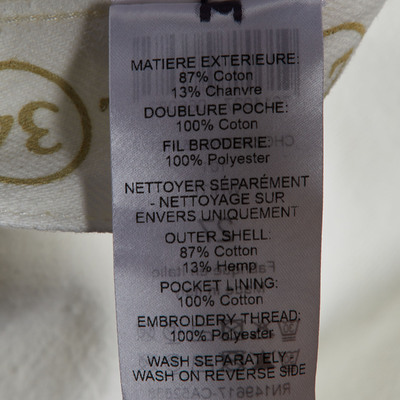 MATIERE EXTERIEURE:
87% Coton
13% Chanvre
DOUBLURE POCHE:
100% Coton
FIL BRODERIE:
100% Polyester
NETTOYER SÉPARÉMENT
- NETTOYAGE SUR
ENVERS UNIQUEMENT
OUTER SHELL:
87% Cotton
13% Hemp
POCKET LINING:
100% Cotton
EMBROIDERY THREAD:
100% Polyester
WASH SEPARATELY -
WASH ON REVERSE SIDE